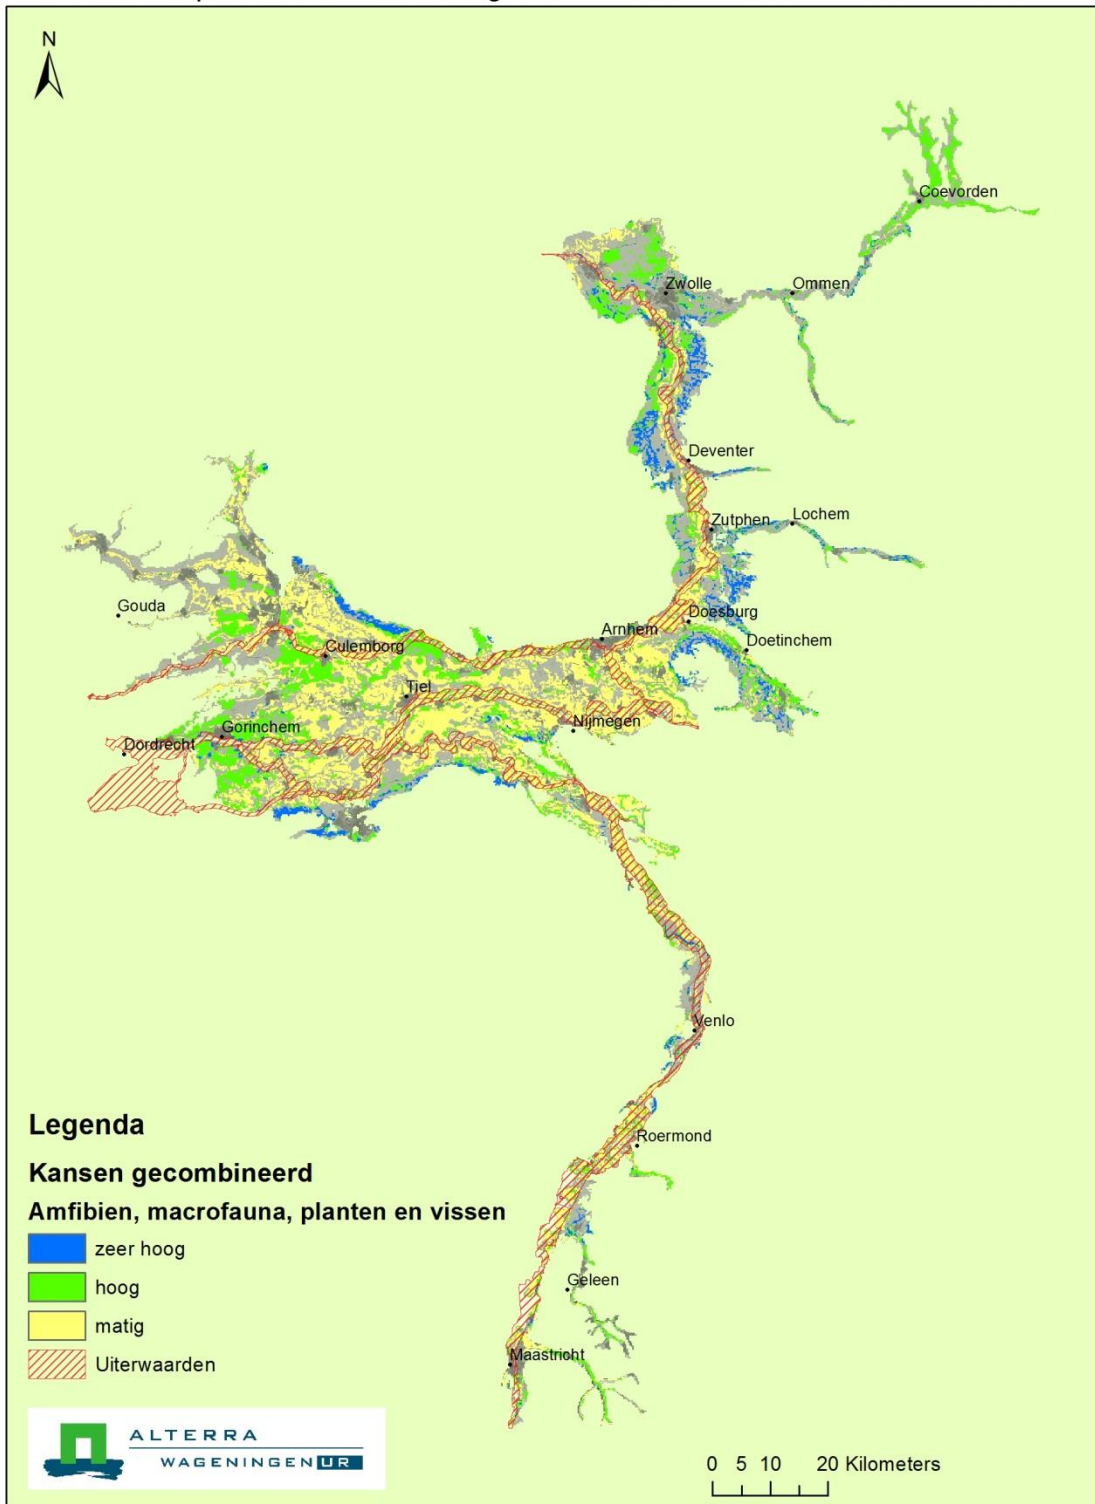 N
Coevorden
Zwolle
Ommen
Deventer
Zutphen
Lochem
Gouda
Doesburg
Arnhem
Doetinchem
Culemborg
Tiel
Nijmegen
Gorinchem
Dordrecht
Venlo
Roermond
Geleen
Maastricht
Legenda
Kansen gecombineerd
Amfibien, macrofauna, planten en vissen
zeer hoog
hoog
matig
Uiterwaarden
ALTERRA
WAGENINGEN UR
0 5 10 20 Kilometers